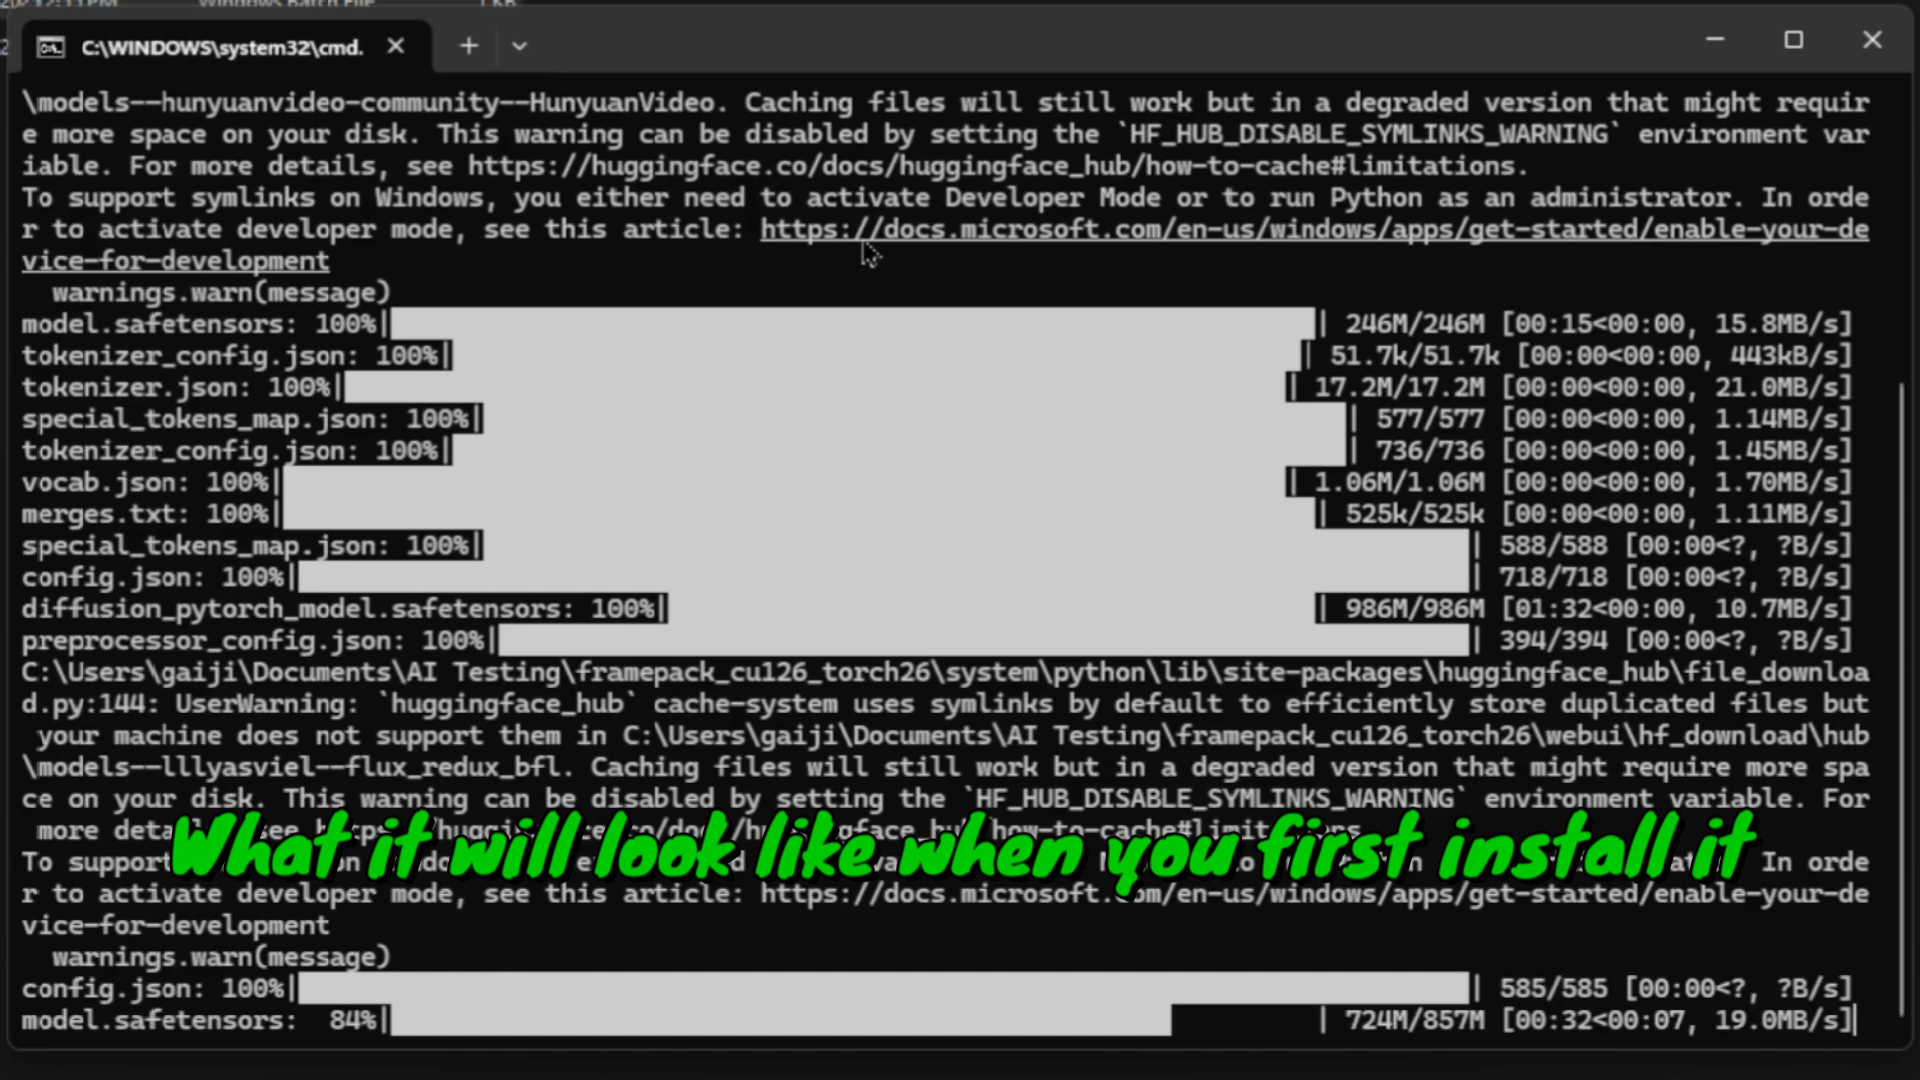 C:\WINDOWS\system32\cmd.
\models--hunyuanvideo-community--HunyuanVideo. Caching files will still work but in a degraded version that might requir
e more space on your disk. This warning can be disabled by setting the `HF_HUB_DISABLE_SYMLINKS_WARNING` environment var
iable. For more details, see https://huggingface.co/docs/huggingface_hub/how-to-cache#limitations.
To support symlinks on Windows, you either need to activate Developer Mode or to run Python as an administrator. In orde
r to activate developer mode, see this article: https://docs.microsoft.com/en-us/windows/apps/get-started/enable-your-de
vice-for-development
warnings.warn(message)
model.safetensors: 100%| | 246M/246M [00:15<00:00, 15.8MB/s]
tokenizer_config.json: 100%| | 51.7k/51.7k [00:00<00:00, 443kB/s]
tokenizer.json: 100%| | 17.2M/17.2M [00:00<00:00, 21.0MB/s]
special_tokens_map.json: 100%| | 577/577 [00:00<00:00, 1.14MB/s]
tokenizer_config.json: 100%| | 736/736 [00:00<00:00, 1.45MB/s]
vocab.json: 100%| | 1.06M/1.06M [00:00<00:00, 1.70MB/s]
merges.txt: 100%| | 525k/525k [00:00<00:00, 1.11MB/s]
special_tokens_map.json: 100%| | 588/588 [00:00<?, ?B/s]
config.json: 100%| | 718/718 [00:00<?, ?B/s]
diffusion_pytorch_model.safetensors: 100%| | 986M/986M [01:32<00:00, 10.7MB/s]
preprocessor_config.json: 100%| | 394/394 [00:00<?, ?B/s]
C:\Users\gaiji\Documents\AI Testing\framepack_cu126_torch26\system\python\lib\site-packages\huggingface_hub\file_downloa
d.py:144: UserWarning: `huggingface_hub` cache-system uses symlinks by default to efficiently store duplicated files but
your machine does not support them in C:\Users\gaiji\Documents\AI Testing\framepack_cu126_torch26\webui\hf_download\hub
\models--lllyasviel--flux_redux_bfl. Caching files will still work but in a degraded version that might require more spa
ce on your disk. This warning can be disabled by setting the `HF_HUB_DISABLE_SYMLINKS_WARNING` environment variable. For
more see
What it will look like when you first install it
To support In orde
r to activate developer mode, see this article: https://docs.microsoft.com/en-us/windows/apps/get-started/enable-your-de
vice-for-development
warnings.warn(message)
config.json: 100%| | 585/585 [00:00<?, ?B/s]
model.safetensors: 84%| | 724M/857M [00:32<00:07, 19.0MB/s]